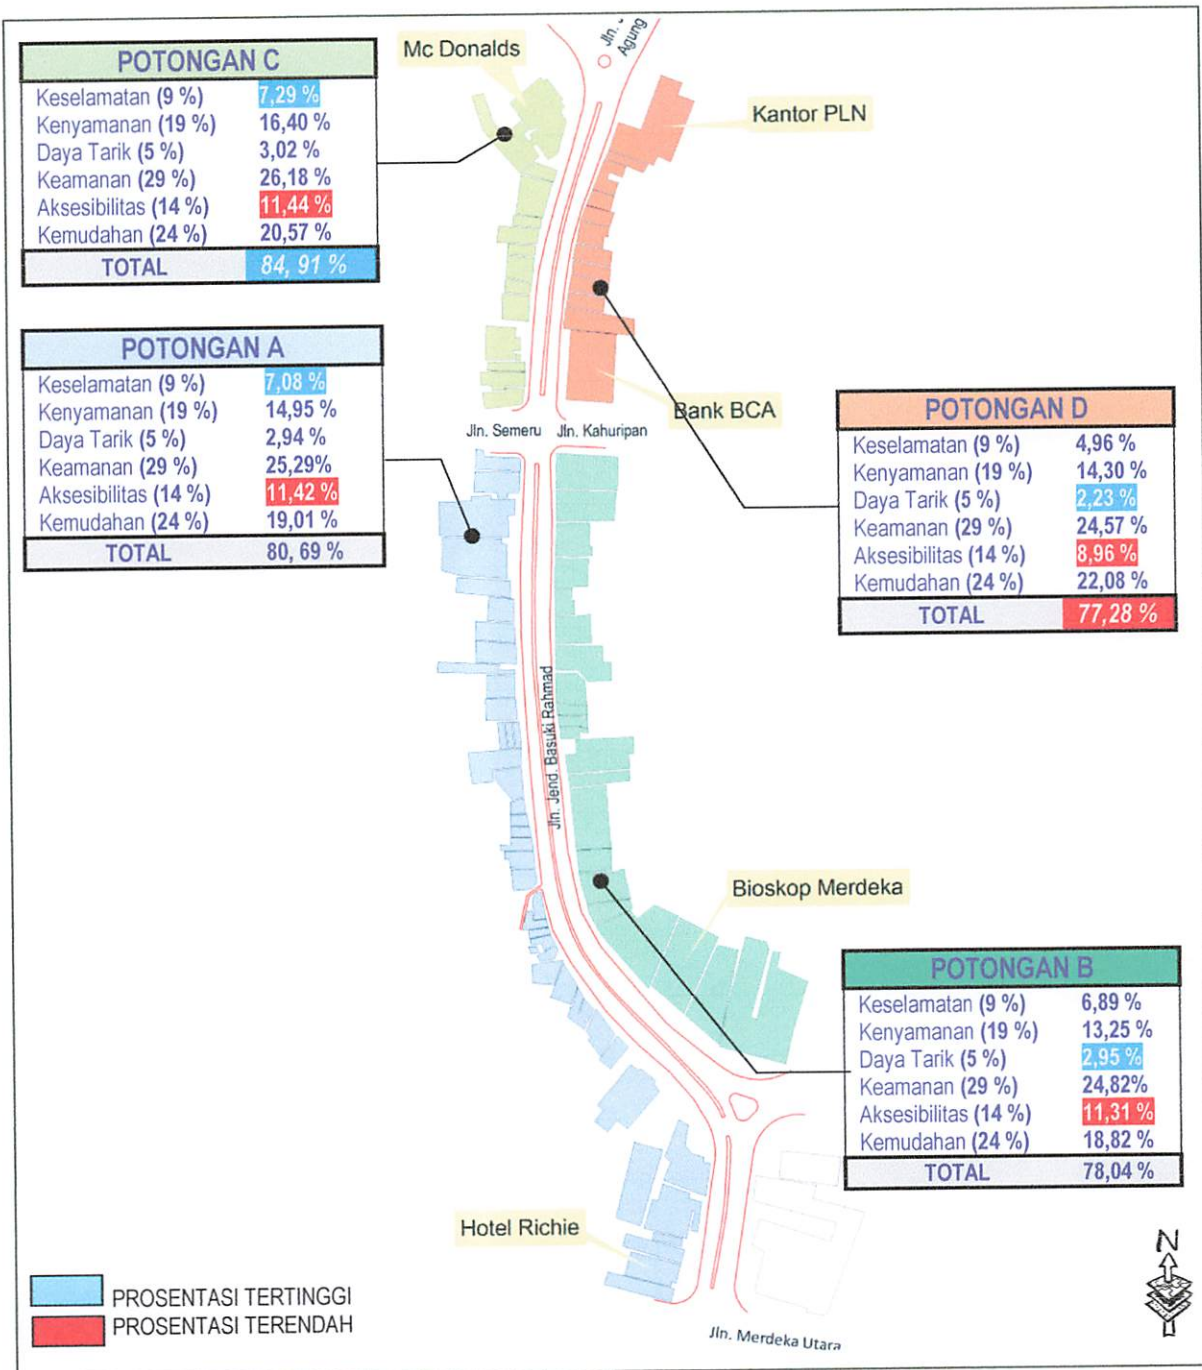 Jln. J
Agung
Mc Donalds
Kantor PLN
POTONGAN C
Keselamatan (9 %) 7,29 %
Kenyamanan (19 %) 16,40 %
Daya Tarik (5 %) 3,02 %
Keamanan (29 %) 26,18 %
Aksesibilitas (14 %) 11,44 %
Kemudahan (24 %) 20,57 %
TOTAL 84, 91 %
POTONGAN A
Keselamatan (9 %) 7,08 %
Kenyamanan (19 %) 14,95 %
Daya Tarik (5 %) 2,94 %
Keamanan (29 %) 25,29%
Aksesibilitas (14 %) 11,42 %
Kemudahan (24 %) 19,01 %
TOTAL 80, 69 %
Bank BCA
Jln. Semeru Jln. Kahuripan
POTONGAN D
Keselamatan (9 %) 4,96 %
Kenyamanan (19 %) 14,30 %
Daya Tarik (5 %) 2,23 %
Keamanan (29 %) 24,57 %
Aksesibilitas (14 %) 8,96 %
Kemudahan (24 %) 22,08 %
TOTAL 77,28 %
Jln. Jend. Basuki Rahmad
Bioskop Merdeka
POTONGAN B
Keselamatan (9 %) 6,89 %
Kenyamanan (19 %) 13,25 %
Daya Tarik (5 %) 2,95 %
Keamanan (29 %) 24,82%
Aksesibilitas (14 %) 11,31 %
Kemudahan (24 %) 18,82 %
TOTAL 78,04 %
Hotel Richie
N
PROSENTASI TERTINGGI
PROSENTASI TERENDAH
Jln. Merdeka Utara